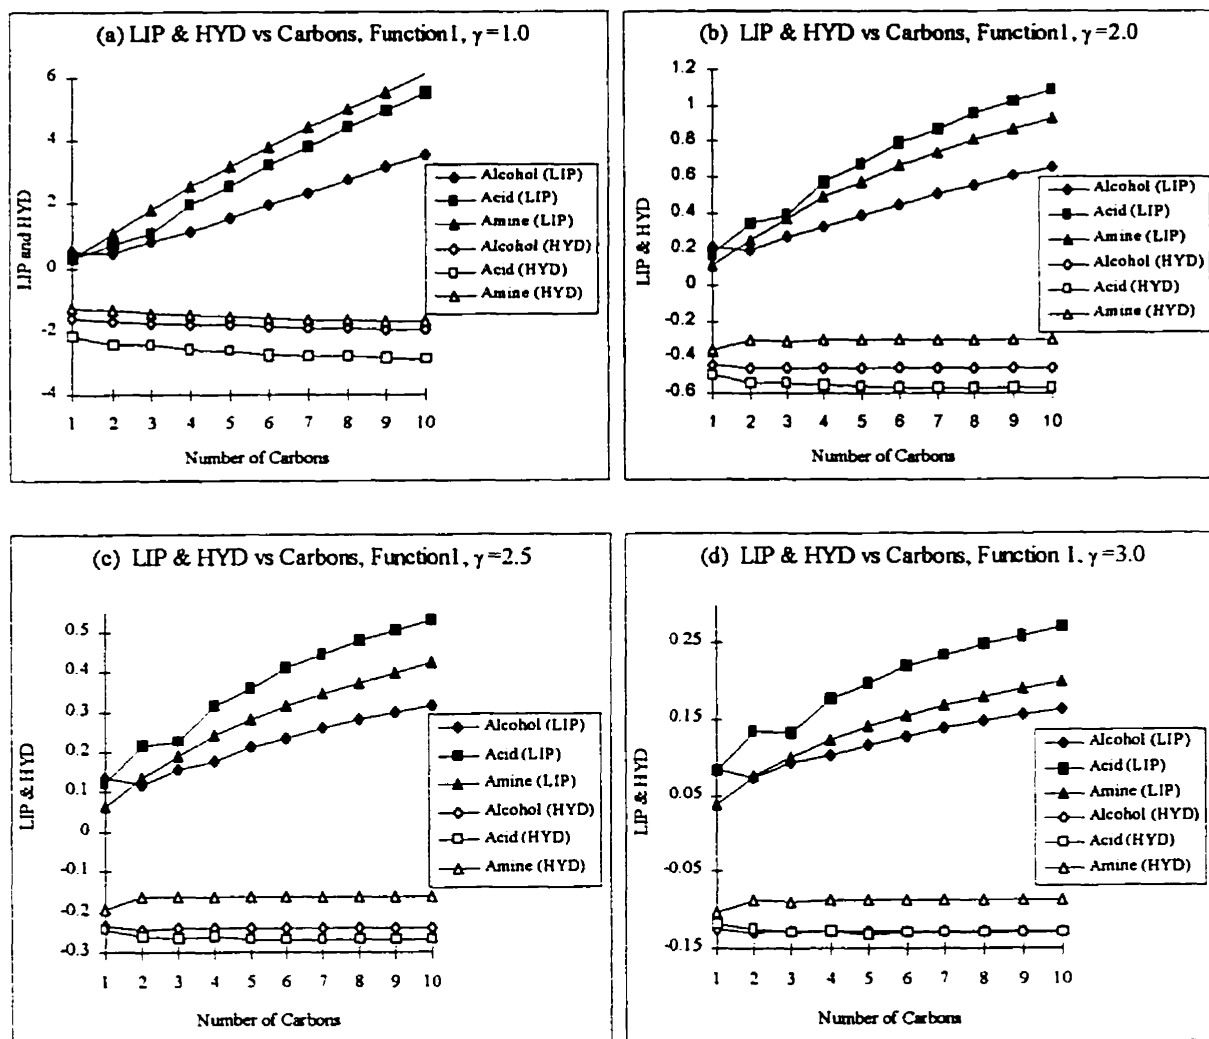 (a) LIP & HYD vs Carbons, Function1, γ=1.0
6
4
2
0
-2
-4
LIP and HYD
1 2 3 4 5 6 7 8 9 10
Number of Carbons
Alcohol (LIP)
Acid (LIP)
Amine (LIP)
Alcohol (HYD)
Acid (HYD)
Amine (HYD)
(b) LIP & HYD vs Carbons, Function1, γ=2.0
1.2
1
0.8
0.6
0.4
0.2
0
-0.2
-0.4
-0.6
LIP & HYD
1 2 3 4 5 6 7 8 9 10
Number of Carbons
Alcohol (LIP)
Acid (LIP)
Amine (LIP)
Alcohol (HYD)
Acid (HYD)
Amine (HYD)
(c) LIP & HYD vs Carbons, Function1, γ=2.5
0.5
0.4
0.3
0.2
0.1
0
-0.1
-0.2
-0.3
LIP & HYD
1 2 3 4 5 6 7 8 9 10
Number of Carbons
Alcohol (LIP)
Acid (LIP)
Amine (LIP)
Alcohol (HYD)
Acid (HYD)
Amine (HYD)
(d) LIP & HYD vs Carbons, Function 1, γ=3.0
0.25
0.15
0.05
-0.05
-0.15
LIP & HYD
1 2 3 4 5 6 7 8 9 10
Number of Carbons
Alcohol (LIP)
Acid (LIP)
Amine (LIP)
Alcohol (HYD)
Acid (HYD)
Amine (HYD)